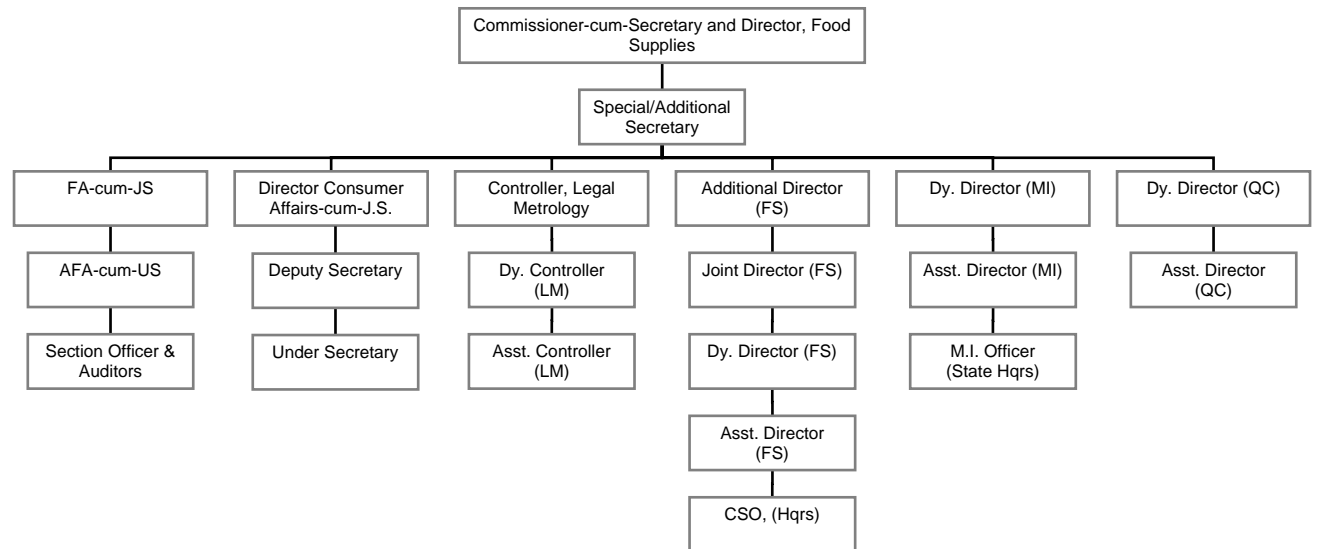 Commissioner-cum-Secretary and Director, Food
Supplies
Special/Additional
Secretary
FA-cum-JS
Director Consumer
Affairs-cum-J.S.
Controller, Legal
Metrology
Additional Director
(FS)
Dy. Director (MI)
Dy. Director (QC)
AFA-cum-US
Deputy Secretary
Dy. Controller
(LM)
Joint Director (FS)
Asst. Director (MI)
Asst. Director
(QC)
Section Officer &
Auditors
Under Secretary
Asst. Controller
(LM)
Dy. Director (FS)
M.I. Officer
(State Hqrs)
Asst. Director
(FS)
CSO, (Hqrs)